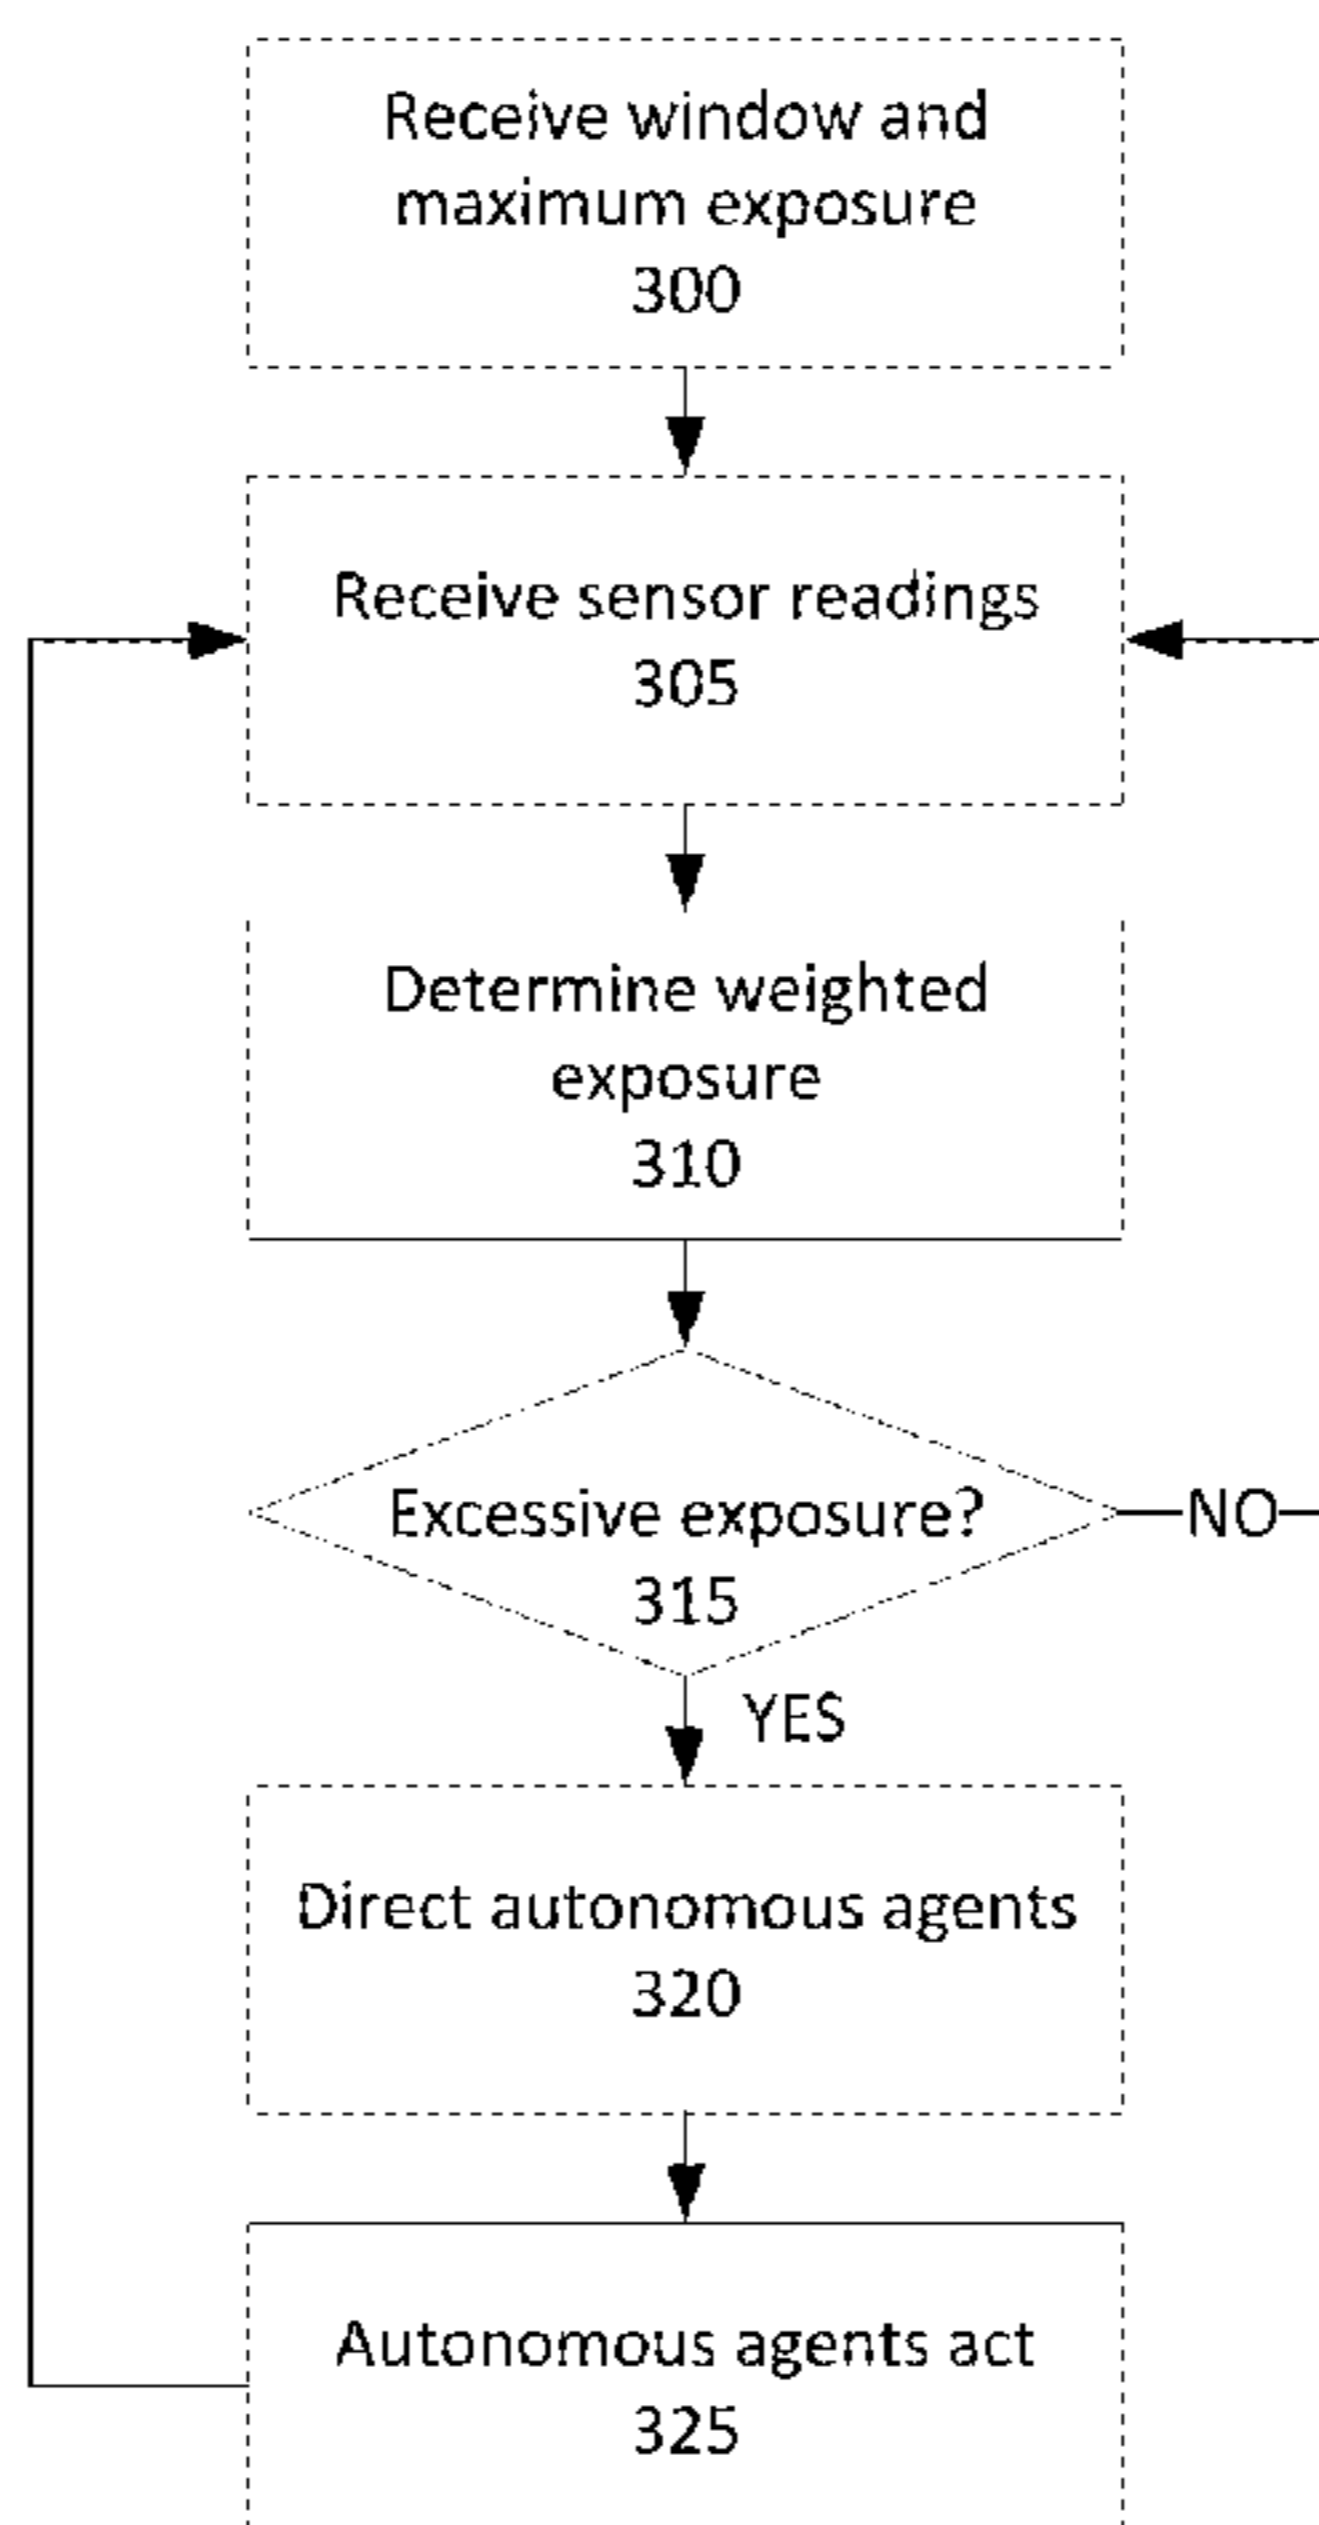 Receive window and
maximum exposure
300
Receive sensor readings
305
Determine weighted
exposure
310
Excessive exposure?
315
NO
YES
Direct autonomous agents
320
Autonomous agents act
325